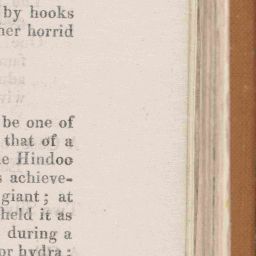 by hooks
her horrid
be one of
that of a
e Hindoo
s achieve-
giant; at
held it as
during a
or hydra: